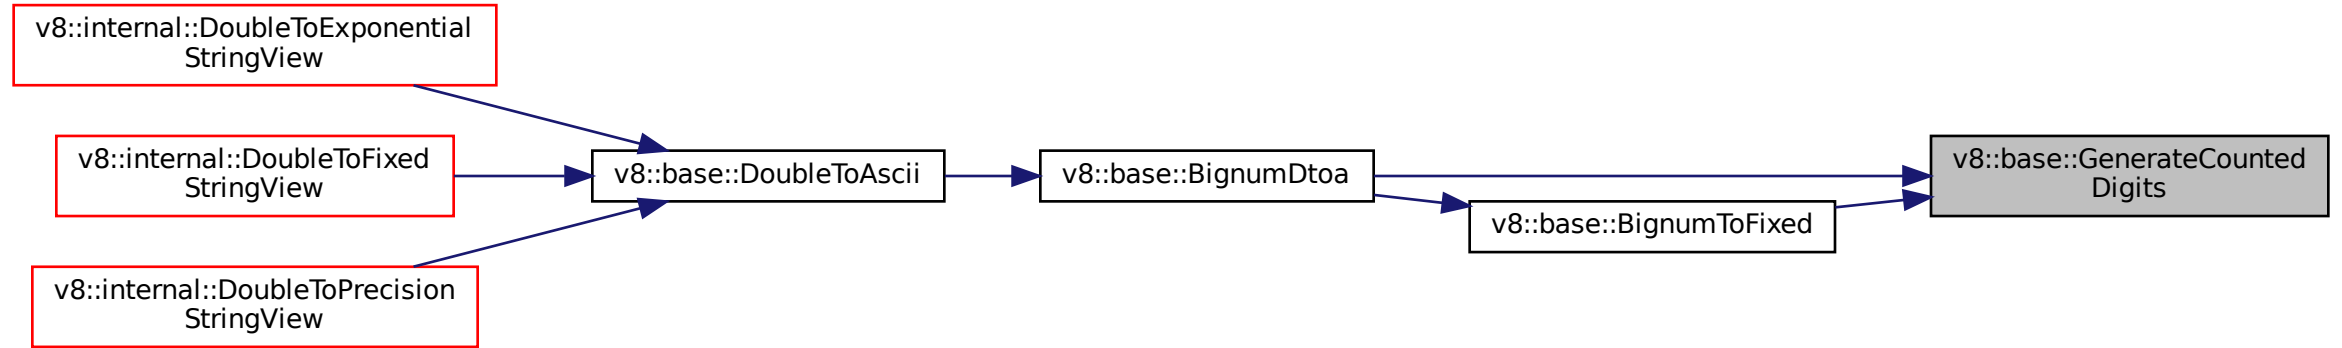 v8::internal::DoubleToExponential
StringView
v8::internal::DoubleToFixed
StringView
v8::internal::DoubleToPrecision
StringView
v8::base::DoubleToAscii
v8::base::BignumDtoa
v8::base::BignumToFixed
v8::base::GenerateCounted
Digits